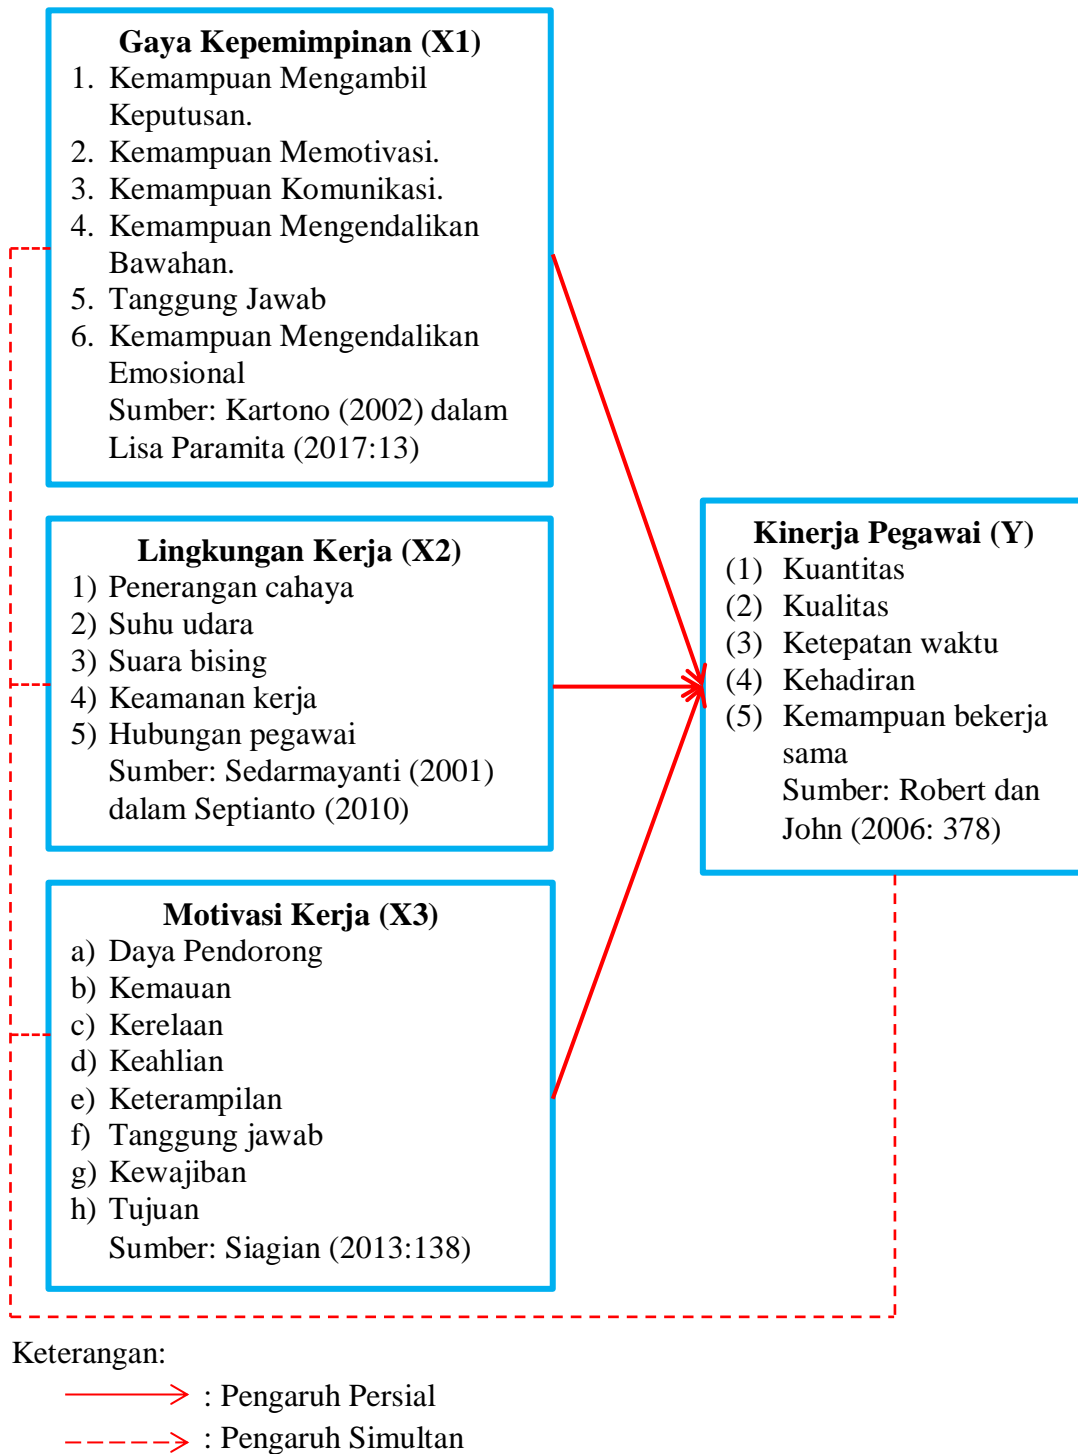 Gaya Kepemimpinan (X1)
1. Kemampuan Mengambil
Keputusan.
2. Kemampuan Memotivasi.
3. Kemampuan Komunikasi.
4. Kemampuan Mengendalikan
Bawahan.
5. Tanggung Jawab
6. Kemampuan Mengendalikan
Emosional
Sumber: Kartono (2002) dalam
Lisa Paramita (2017:13)
Lingkungan Kerja (X2)
1) Penerangan cahaya
2) Suhu udara
3) Suara bising
4) Keamanan kerja
5) Hubungan pegawai
Sumber: Sedarmayanti (2001)
dalam Septianto (2010)
Motivasi Kerja (X3)
a) Daya Pendorong
b) Kemauan
c) Kerelaan
d) Keahlian
e) Keterampilan
f) Tanggung jawab
g) Kewajiban
h) Tujuan
Sumber: Siagian (2013:138)
Kinerja Pegawai (Y)
(1) Kuantitas
(2) Kualitas
(3) Ketepatan waktu
(4) Kehadiran
(5) Kemampuan bekerja
sama
Sumber: Robert dan
John (2006: 378)
Keterangan:
: Pengaruh Persial
: Pengaruh Simultan